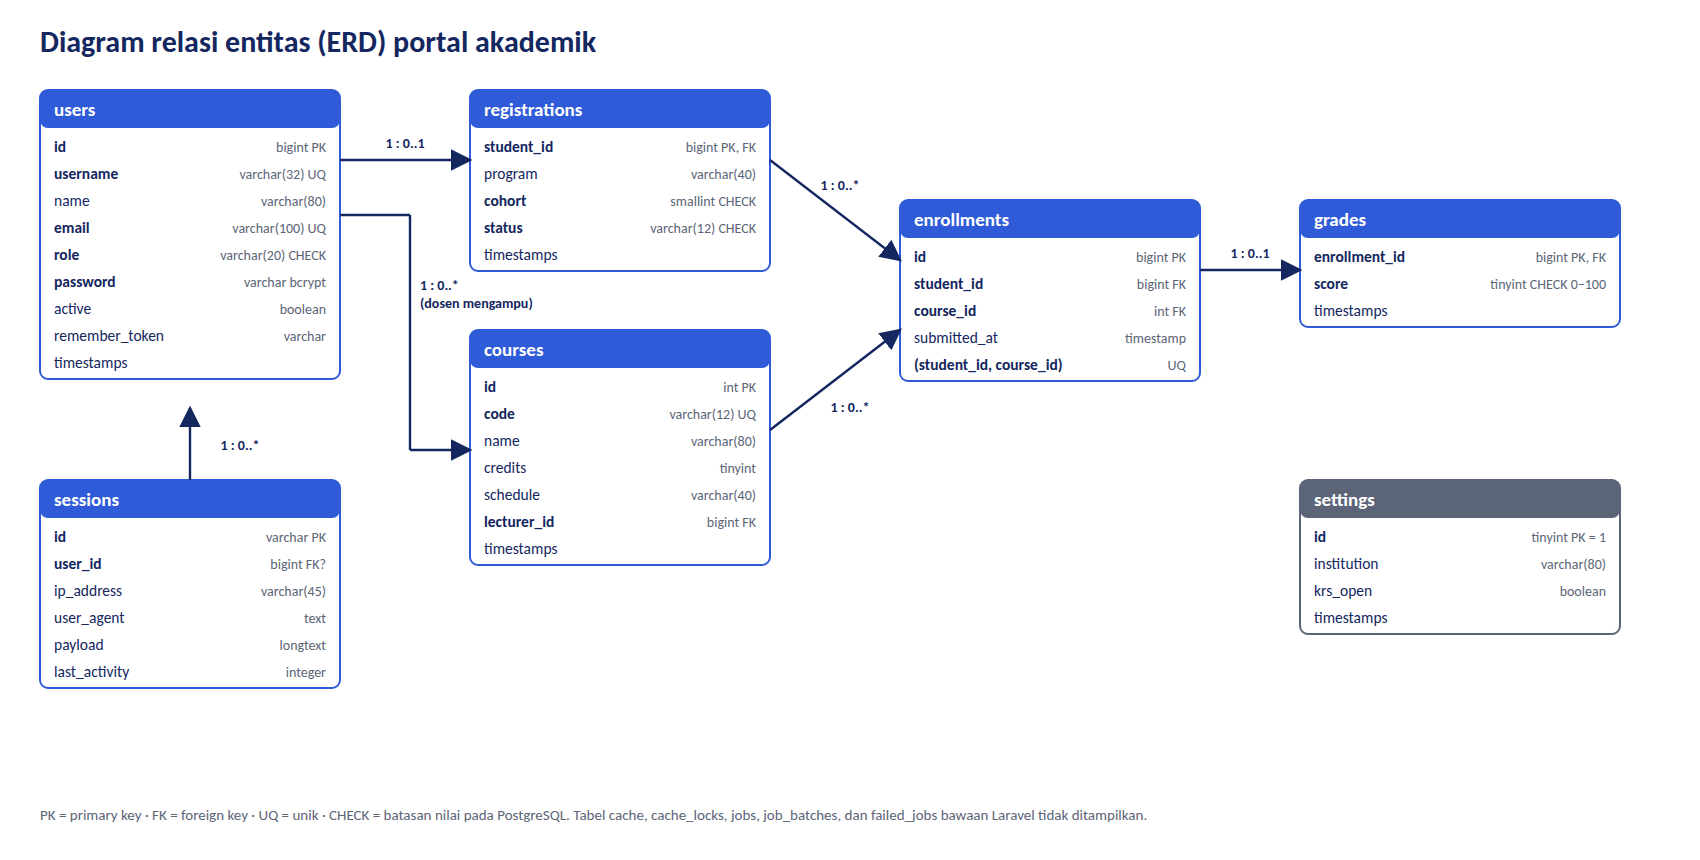 Diagram relasi entitas (ERD) portal akademik
users
id bigint PK
username varchar(32) UQ
name varchar(80)
email varchar(100) UQ
role varchar(20) CHECK
password varchar bcrypt
active boolean
remember_token varchar
timestamps
1 : 0..1
registrations
student_id bigint PK, FK
program varchar(40)
cohort smallint CHECK
status varchar(12) CHECK
timestamps
1 : 0..*
(dosen mengampu)
courses
id int PK
code varchar(12) UQ
name varchar(80)
credits tinyint
schedule varchar(40)
lecturer_id bigint FK
timestamps
1 : 0..*
1 : 0..*
enrollments
id bigint PK
student_id bigint FK
course_id int FK
submitted_at timestamp
(student_id, course_id) UQ
1 : 0..1
grades
enrollment_id bigint PK, FK
score tinyint CHECK 0–100
timestamps
1 : 0..*
sessions
id varchar PK
user_id bigint FK?
ip_address varchar(45)
user_agent text
payload longtext
last_activity integer
settings
id tinyint PK = 1
institution varchar(80)
krs_open boolean
timestamps
PK = primary key · FK = foreign key · UQ = unik · CHECK = batasan nilai pada PostgreSQL. Tabel cache, cache_locks, jobs, job_batches, dan failed_jobs bawaan Laravel tidak ditampilkan.